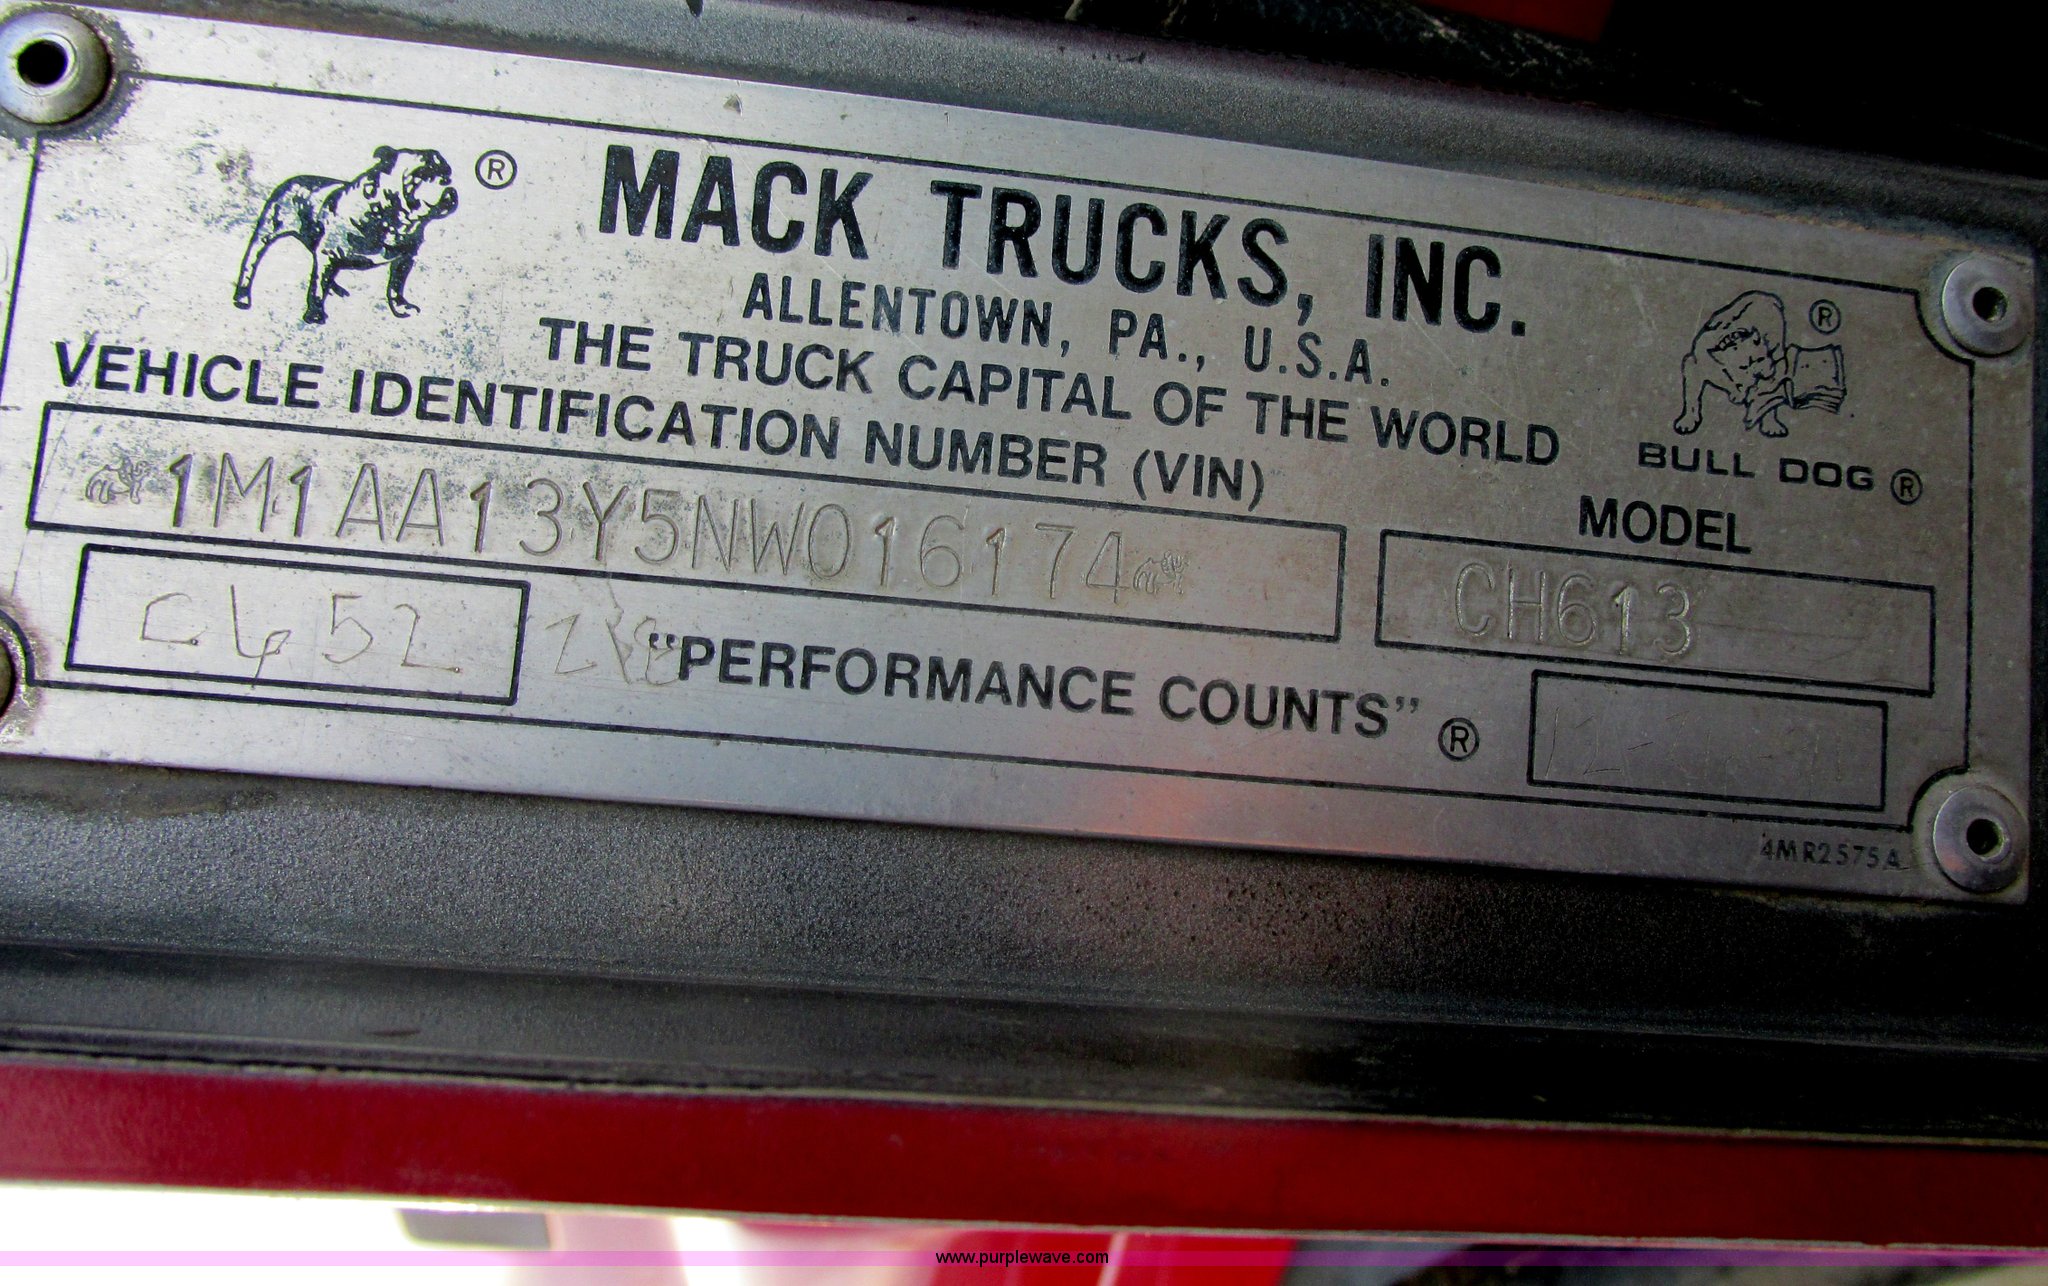 ® MACK TRUCKS, INC.
ALLENTOWN, PA., U.S.A.
THE TRUCK CAPITAL OF THE WORLD
®
BULL DOG ®
VEHICLE IDENTIFICATION NUMBER (VIN)
MODEL
1M1AA13Y5NW016174
CH613
C652
"PERFORMANCE COUNTS" ®
4MR2575A
www.purplewave.com